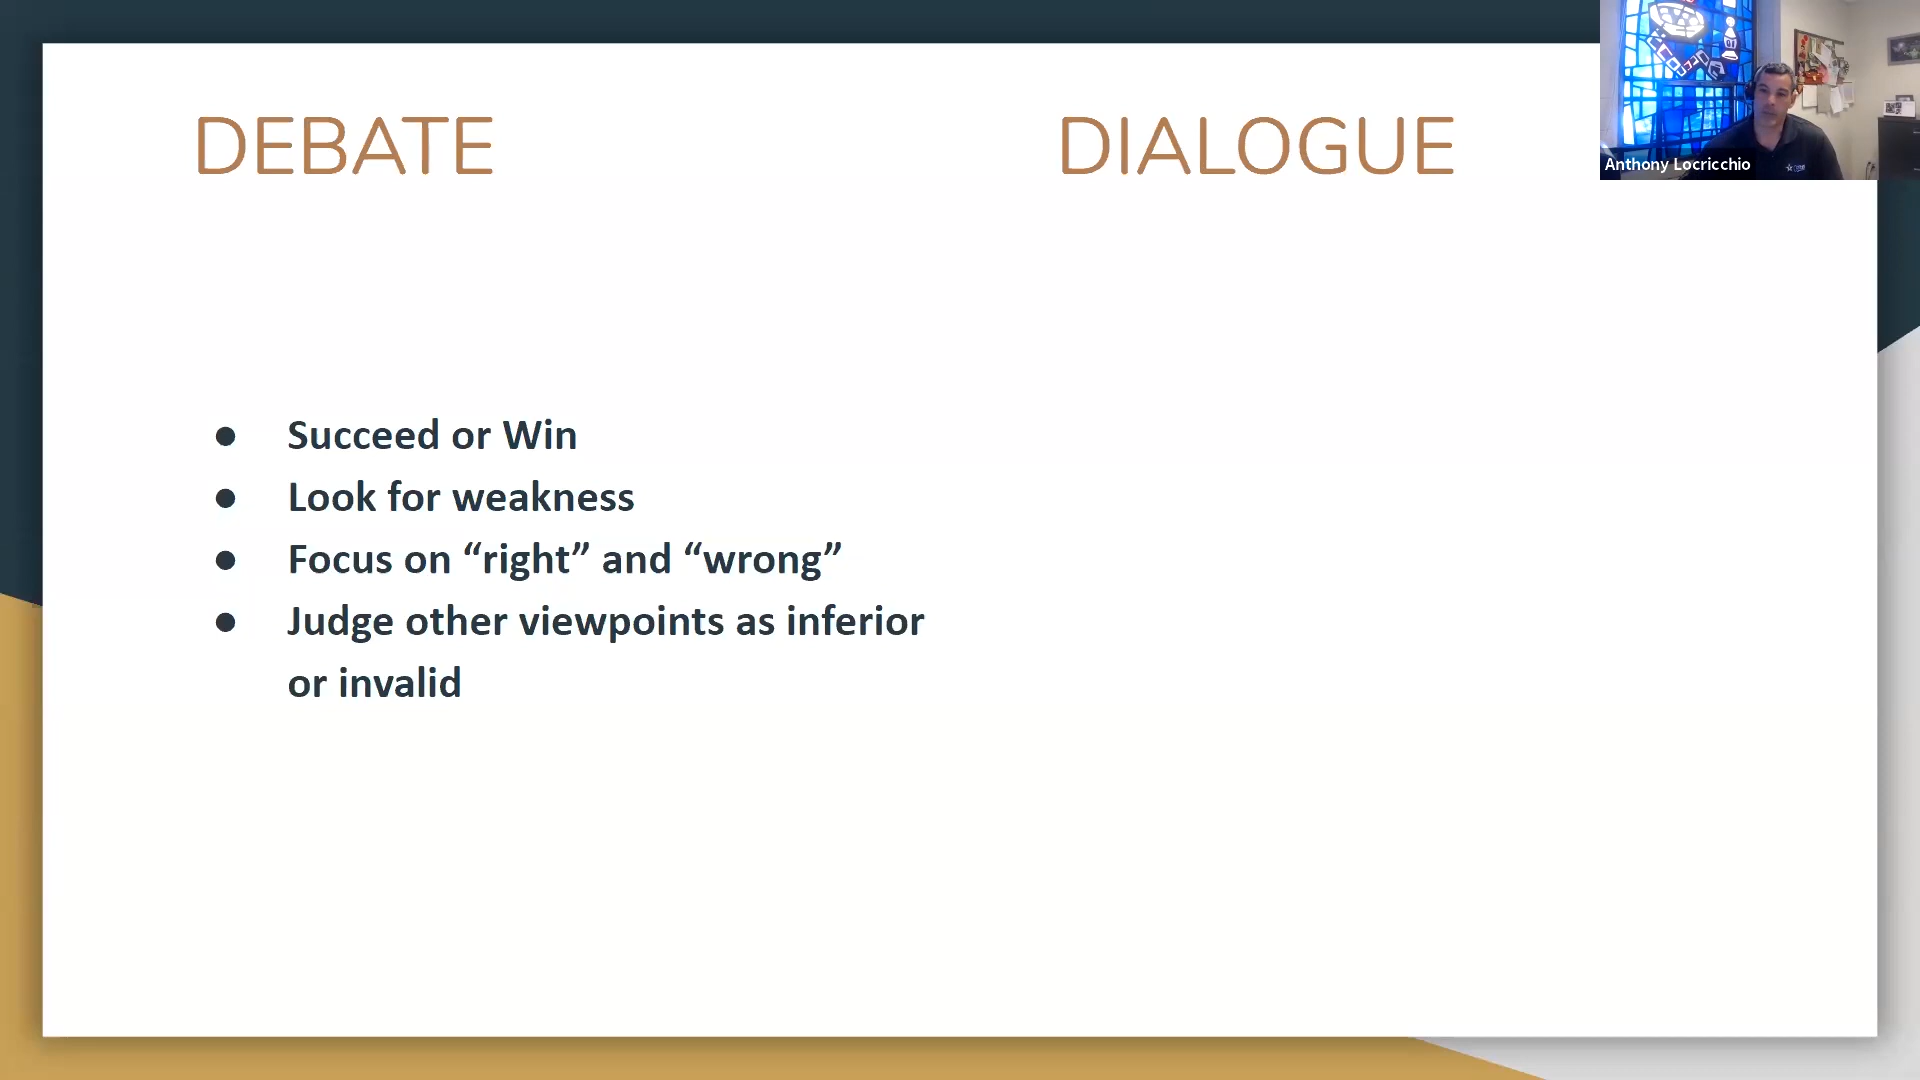 DEBATE
DIALOGUE
Anthony Locricchio
● Succeed or Win
● Look for weakness
● Focus on “right” and “wrong”
● Judge other viewpoints as inferior
or invalid